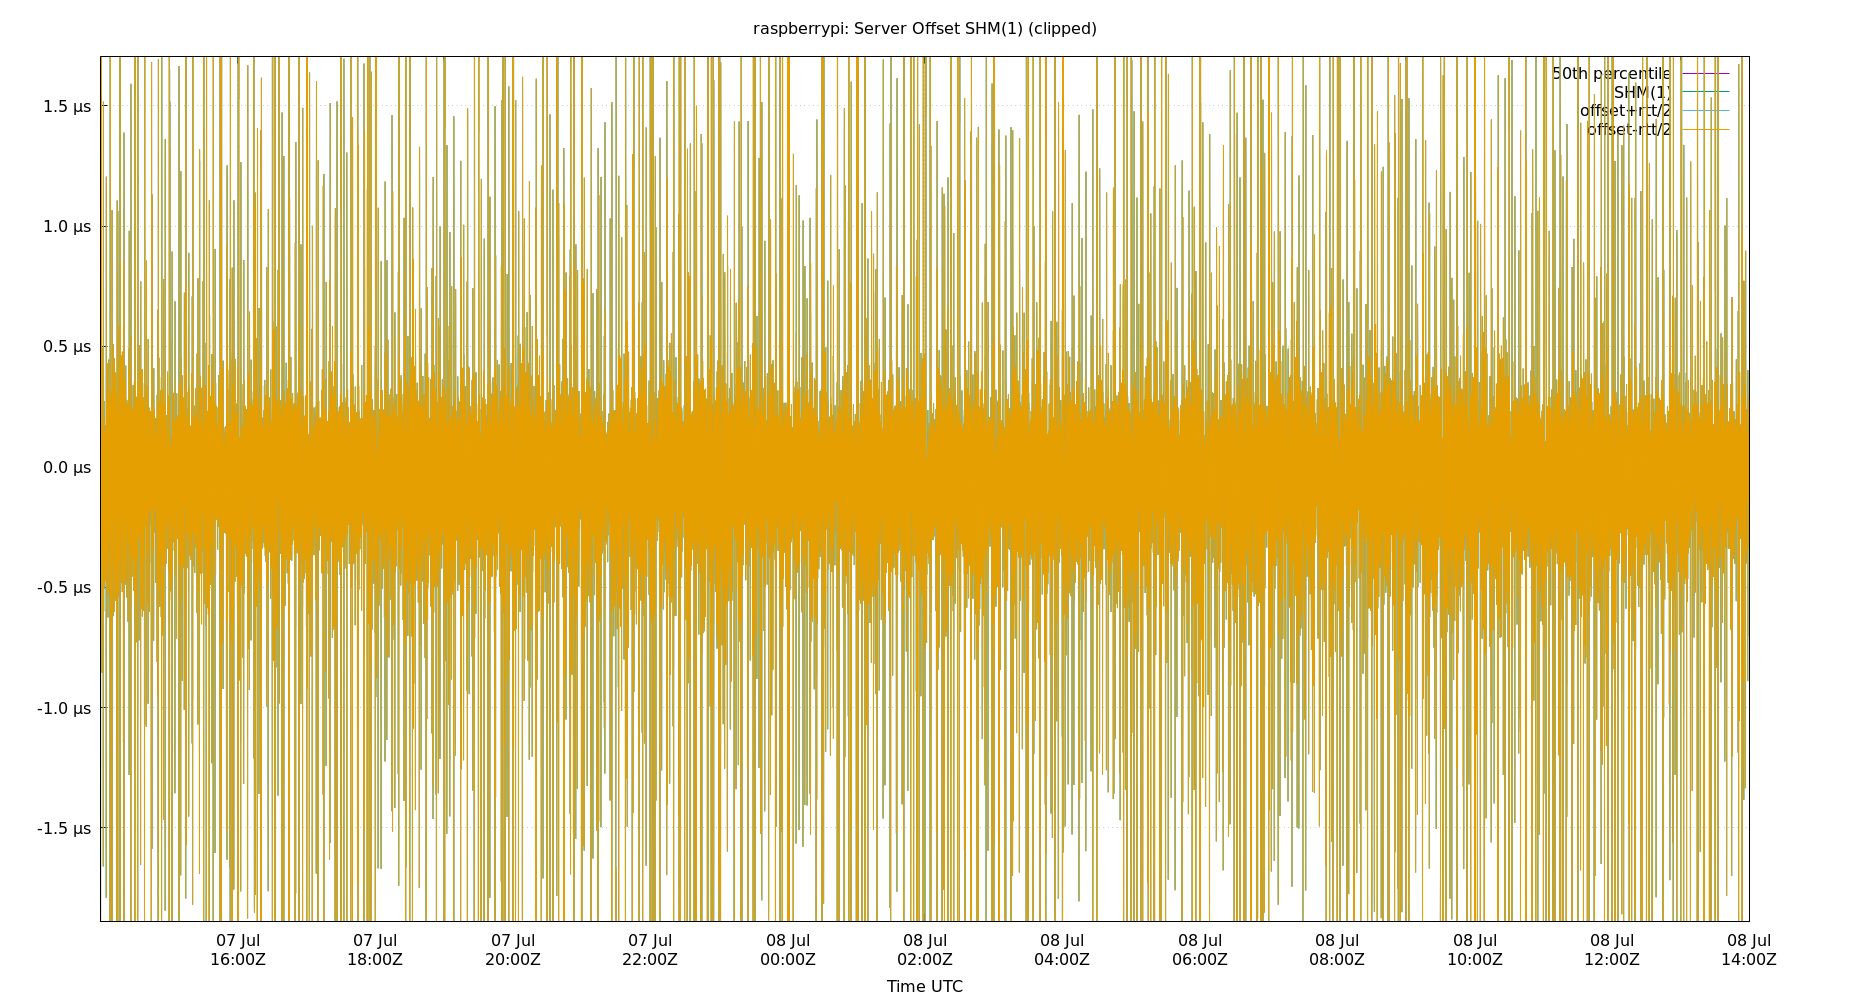 raspberrypi: Server Offset SHM(1) (clipped)
50th percentile
SHM(1)
offset+rtt/2
offset-rtt/2
1.5 µs
1.0 µs
0.5 µs
0.0 µs
-0.5 µs
-1.0 µs
-1.5 µs
07 Jul 07 Jul 07 Jul 07 Jul 08 Jul 08 Jul 08 Jul 08 Jul 08 Jul 08 Jul 08 Jul 08 Jul
16:00Z 18:00Z 20:00Z 22:00Z 00:00Z 02:00Z 04:00Z 06:00Z 08:00Z 10:00Z 12:00Z 14:00Z
Time UTC